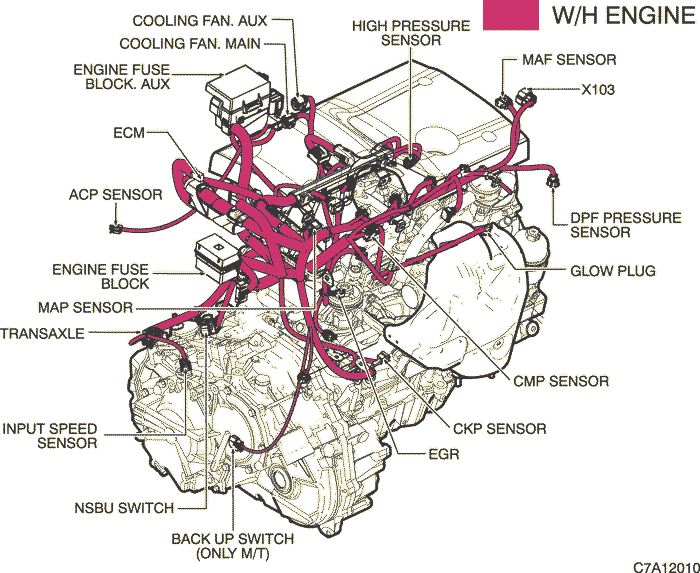 W/H ENGINE
COOLING FAN. AUX
COOLING FAN. MAIN
HIGH PRESSURE
SENSOR
MAF SENSOR
X103
ENGINE FUSE
BLOCK. AUX
ECM
ACP SENSOR
DPF PRESSURE
SENSOR
ENGINE FUSE
BLOCK
GLOW PLUG
MAP SENSOR
TRANSAXLE
CMP SENSOR
INPUT SPEED
SENSOR
CKP SENSOR
EGR
NSBU SWITCH
BACK UP SWITCH
(ONLY M/T)
C7A12010